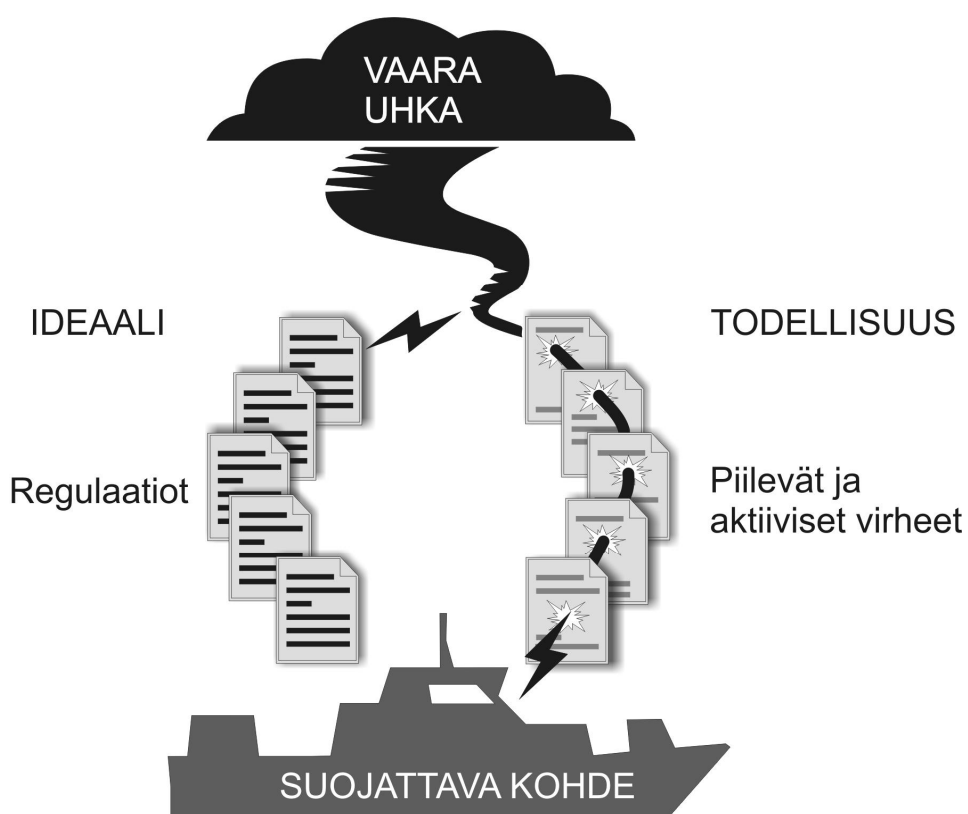 VAARA
UHKA
IDEAALI
TODELLISUUS
Regulaatiot
Piilevät ja
aktiiviset virheet
SUOJATTAVA KOHDE